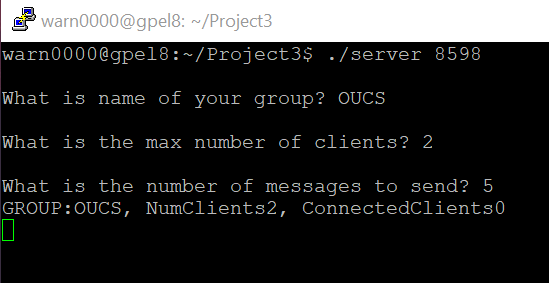 warn0000@gpel8: ~/Project3
warn0000@gpel8:~/Project3$ ./server 8598
What is name of your group? OUCS
What is the max number of clients? 2
What is the number of messages to send? 5
GROUP:OUCS, NumClients2, ConnectedClients0